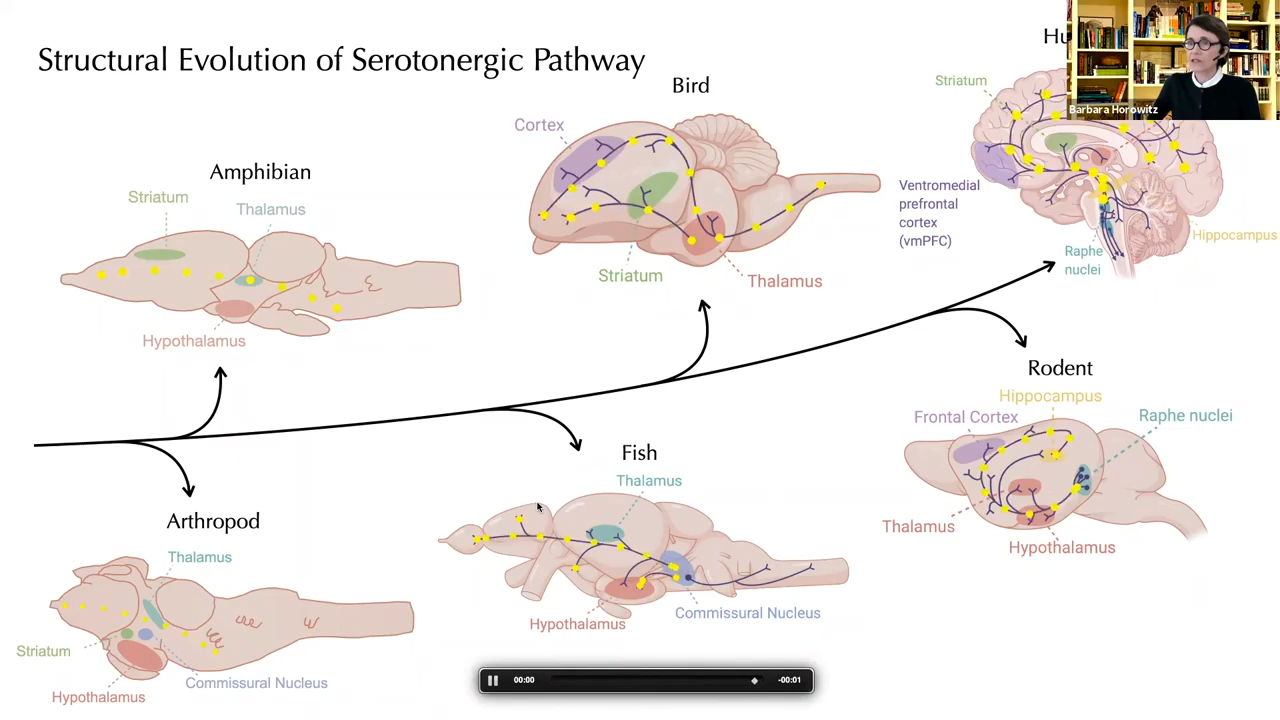 Structural Evolution of Serotonergic Pathway
Bird
Barbara Horowitz
Striatum
Cortex
Amphibian
Striatum
Thalamus
Ventromedial
prefrontal
cortex
(vmPFC)
Hippocampus
Raphe
nuclei
Striatum
Thalamus
Hypothalamus
Rodent
Hippocampus
Frontal Cortex
Raphe nuclei
Fish
Thalamus
Arthropod
Thalamus
Thalamus
Hypothalamus
Hypothalamus
Commissural Nucleus
Striatum
Commissural Nucleus
Hypothalamus
00:00
-00:01